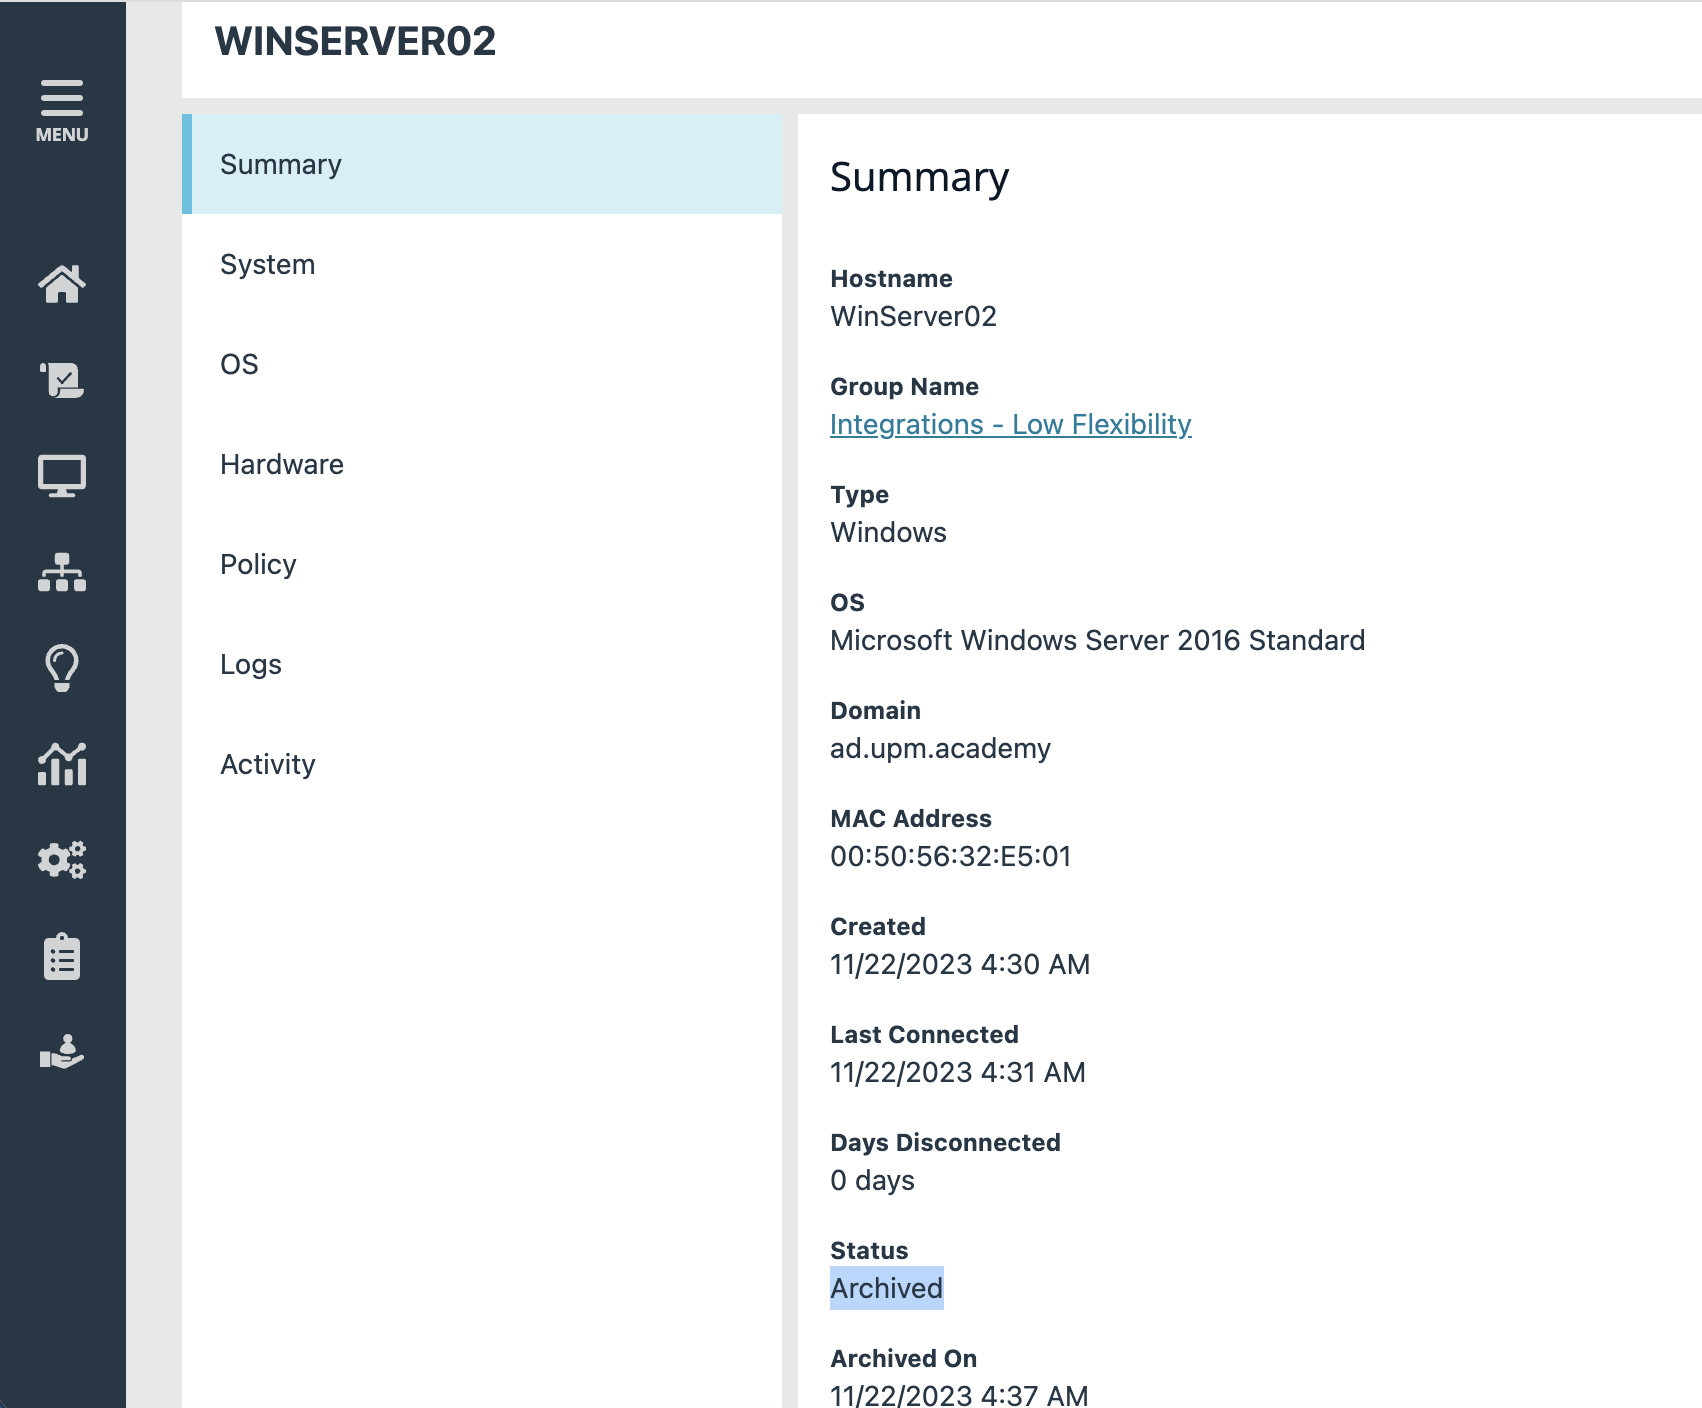 WINSERVER02
MENU
Summary
System
OS
Hardware
Policy
Logs
Activity
Summary
Hostname
WinServer02
Group Name
Integrations - Low Flexibility
Type
Windows
OS
Microsoft Windows Server 2016 Standard
Domain
ad.upm.academy
MAC Address
00:50:56:32:E5:01
Created
11/22/2023 4:30 AM
Last Connected
11/22/2023 4:31 AM
Days Disconnected
0 days
Status
Archived
Archived On
11/22/2023 4:37 AM